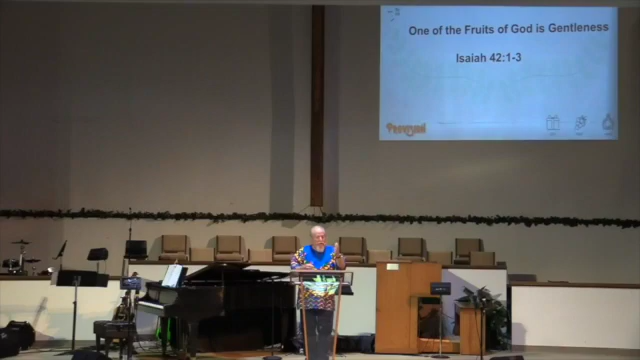 One of the Fruits of God is Gentleness
Isaiah 42:1-3